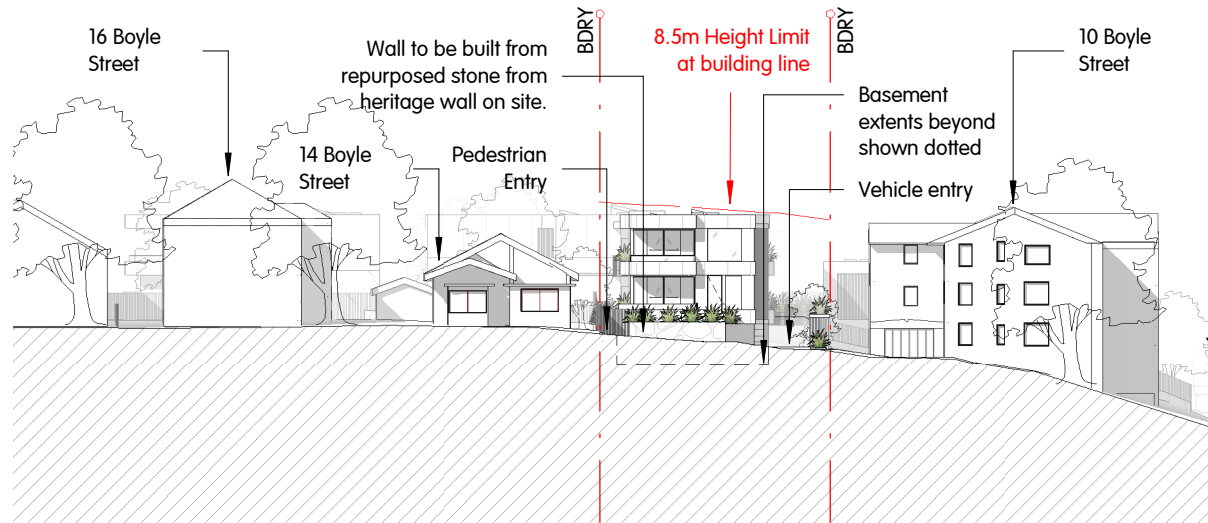 16 Boyle
Street
Wall to be built from
repurposed stone from
heritage wall on site.
BDRY
8.5m Height Limit
at building line
BDRY
10 Boyle
Street
Basement
extents beyond
shown dotted
14 Boyle
Street
Pedestrian
Entry
Vehicle entry